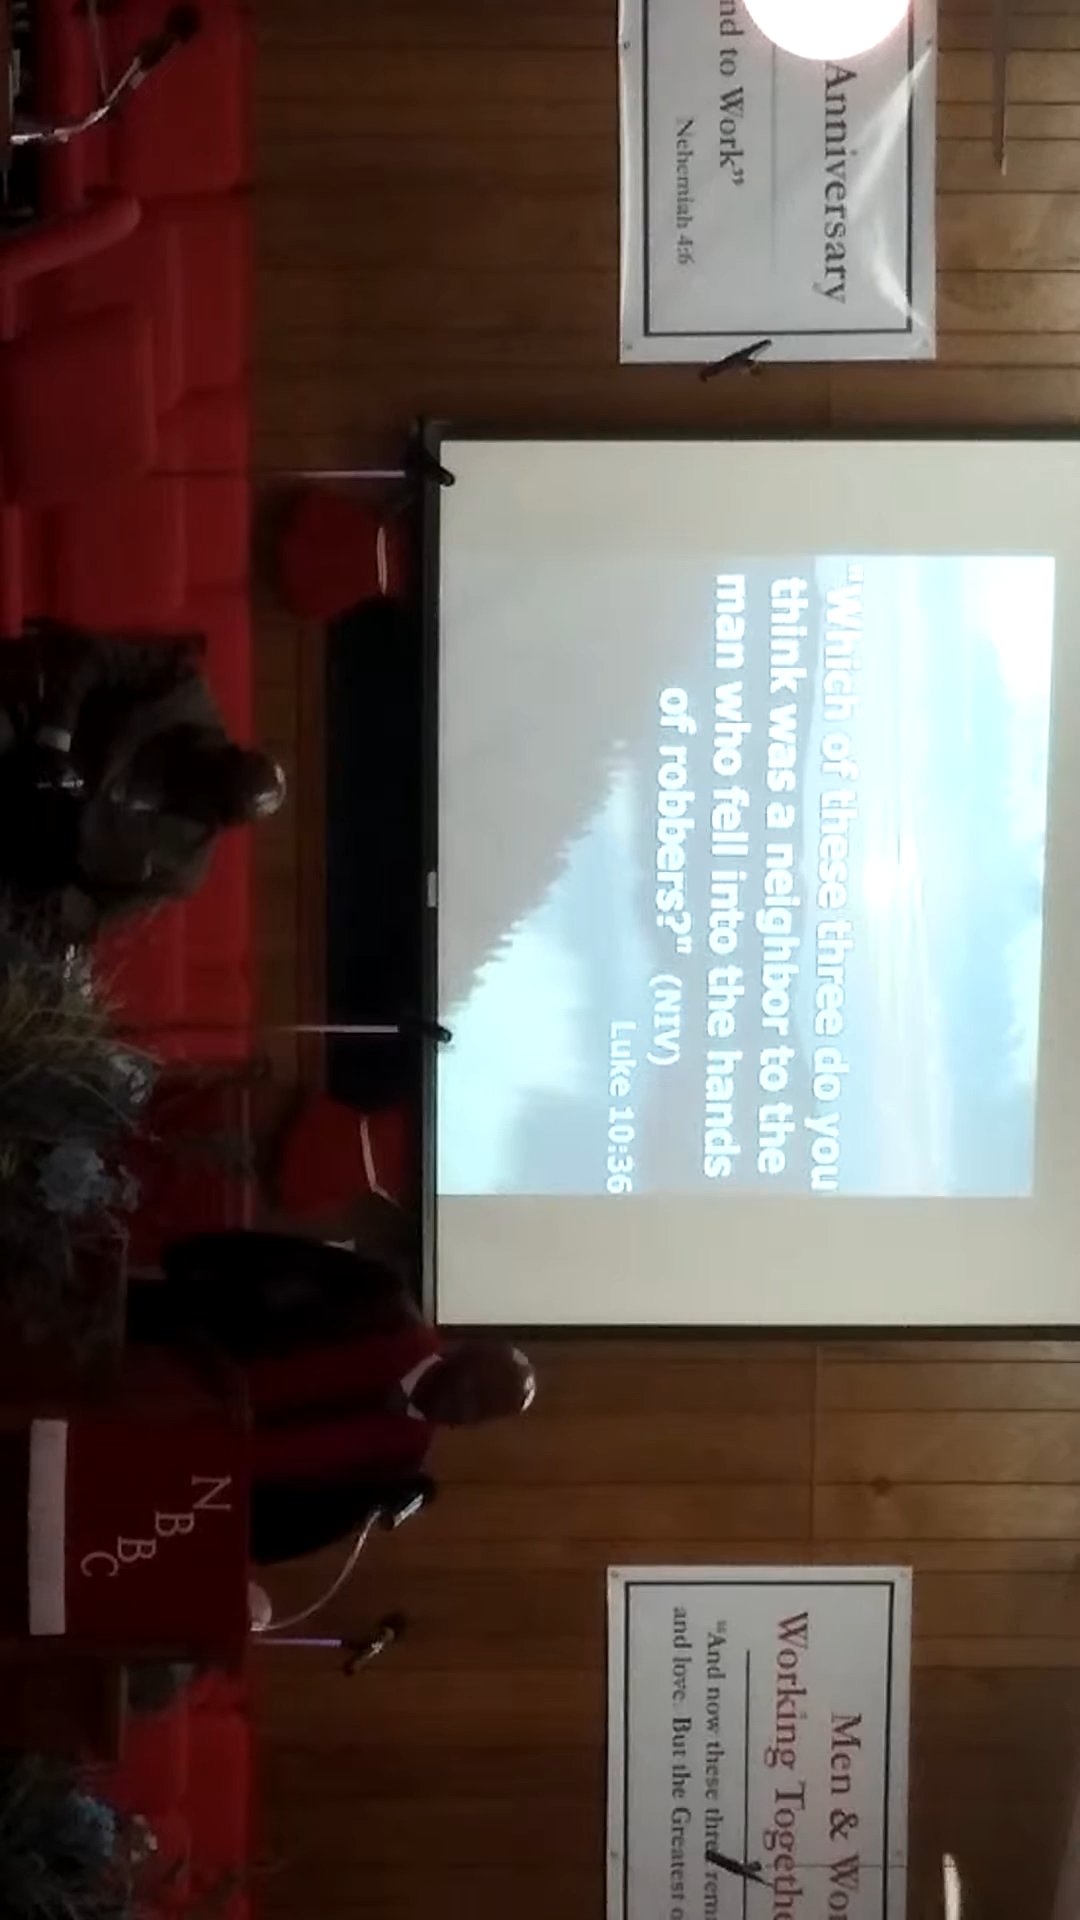 Anniversary
nd to Work”
Nehemiah 4:6
"Which of these three do you
think was a neighbor to the
man who fell into the hands
of robbers?" (NIV)
Luke 10:36
N
B
B
C
Men & Wo
Working Togeth
“And now these three rem
and love. But the Greatest o